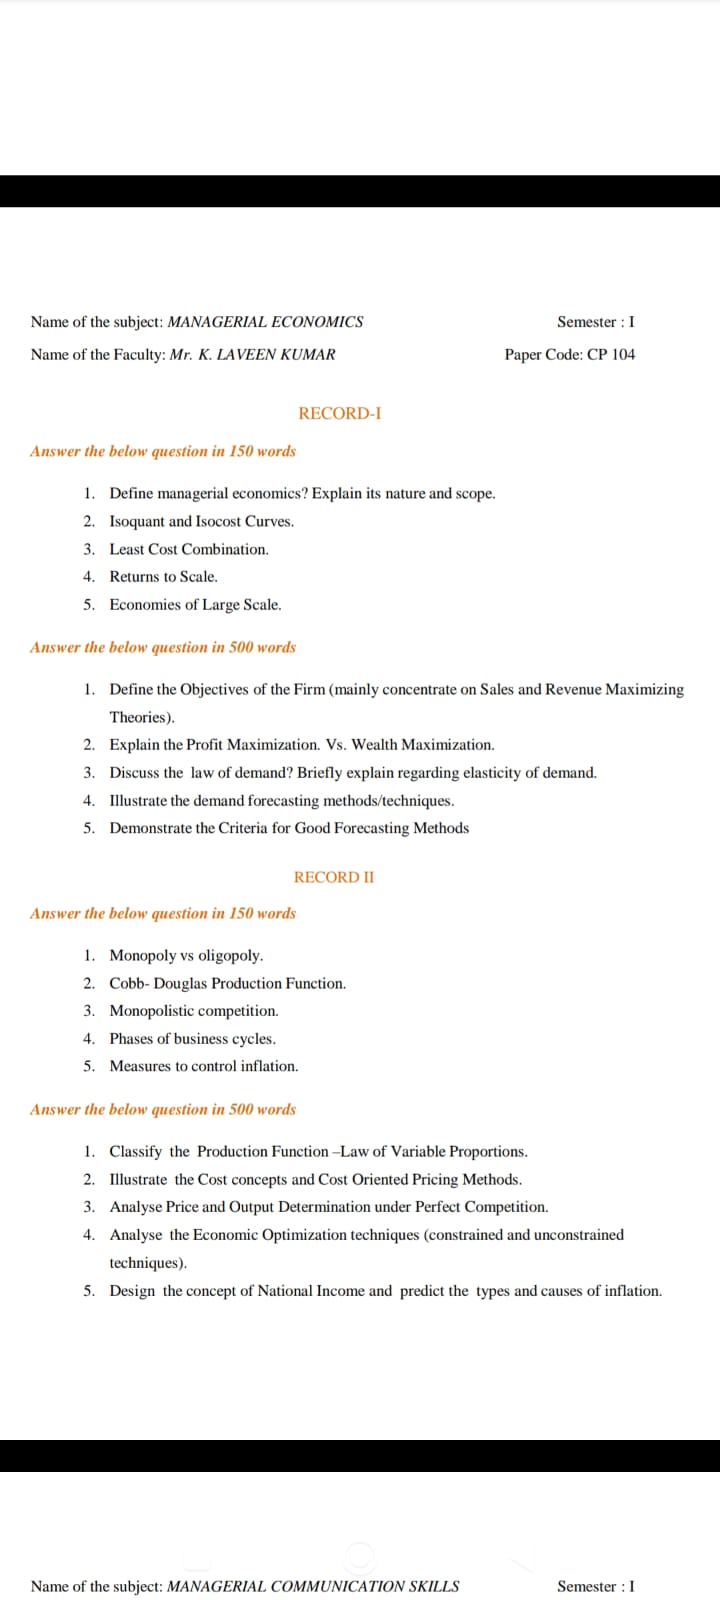 Name of the subject: MANAGERIAL ECONOMICS Semester : I
Name of the Faculty: Mr. K. LAVEEN KUMAR Paper Code: CP 104
RECORD-I
Answer the below question in 150 words
1. Define managerial economics? Explain its nature and scope.
2. Isoquant and Isocost Curves.
3. Least Cost Combination.
4. Returns to Scale.
5. Economies of Large Scale.
Answer the below question in 500 words
1. Define the Objectives of the Firm (mainly concentrate on Sales and Revenue Maximizing
Theories).
2. Explain the Profit Maximization. Vs. Wealth Maximization.
3. Discuss the law of demand? Briefly explain regarding elasticity of demand.
4. Illustrate the demand forecasting methods/techniques.
5. Demonstrate the Criteria for Good Forecasting Methods
RECORD II
Answer the below question in 150 words
1. Monopoly vs oligopoly.
2. Cobb- Douglas Production Function.
3. Monopolistic competition.
4. Phases of business cycles.
5. Measures to control inflation.
Answer the below question in 500 words
1. Classify the Production Function –Law of Variable Proportions.
2. Illustrate the Cost concepts and Cost Oriented Pricing Methods.
3. Analyse Price and Output Determination under Perfect Competition.
4. Analyse the Economic Optimization techniques (constrained and unconstrained
techniques).
5. Design the concept of National Income and predict the types and causes of inflation.
Name of the subject: MANAGERIAL COMMUNICATION SKILLS Semester : I